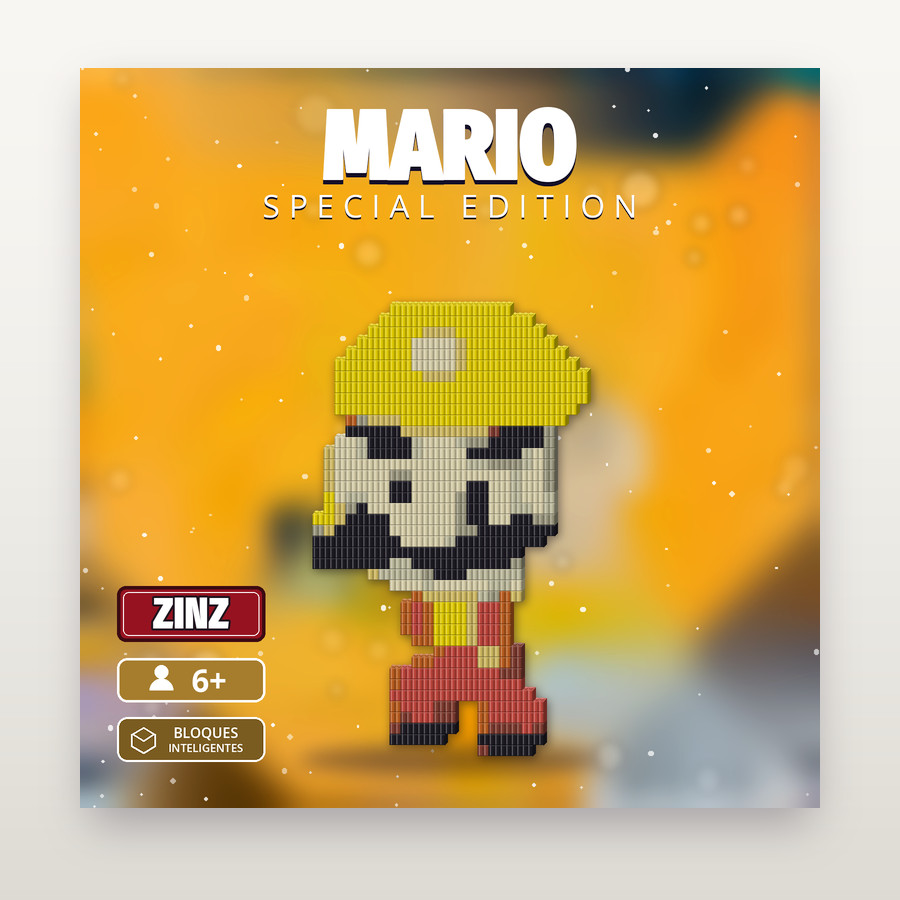 MARIO
SPECIAL EDITION
ZINZ
6+
BLOQUES
INTELIGENTES